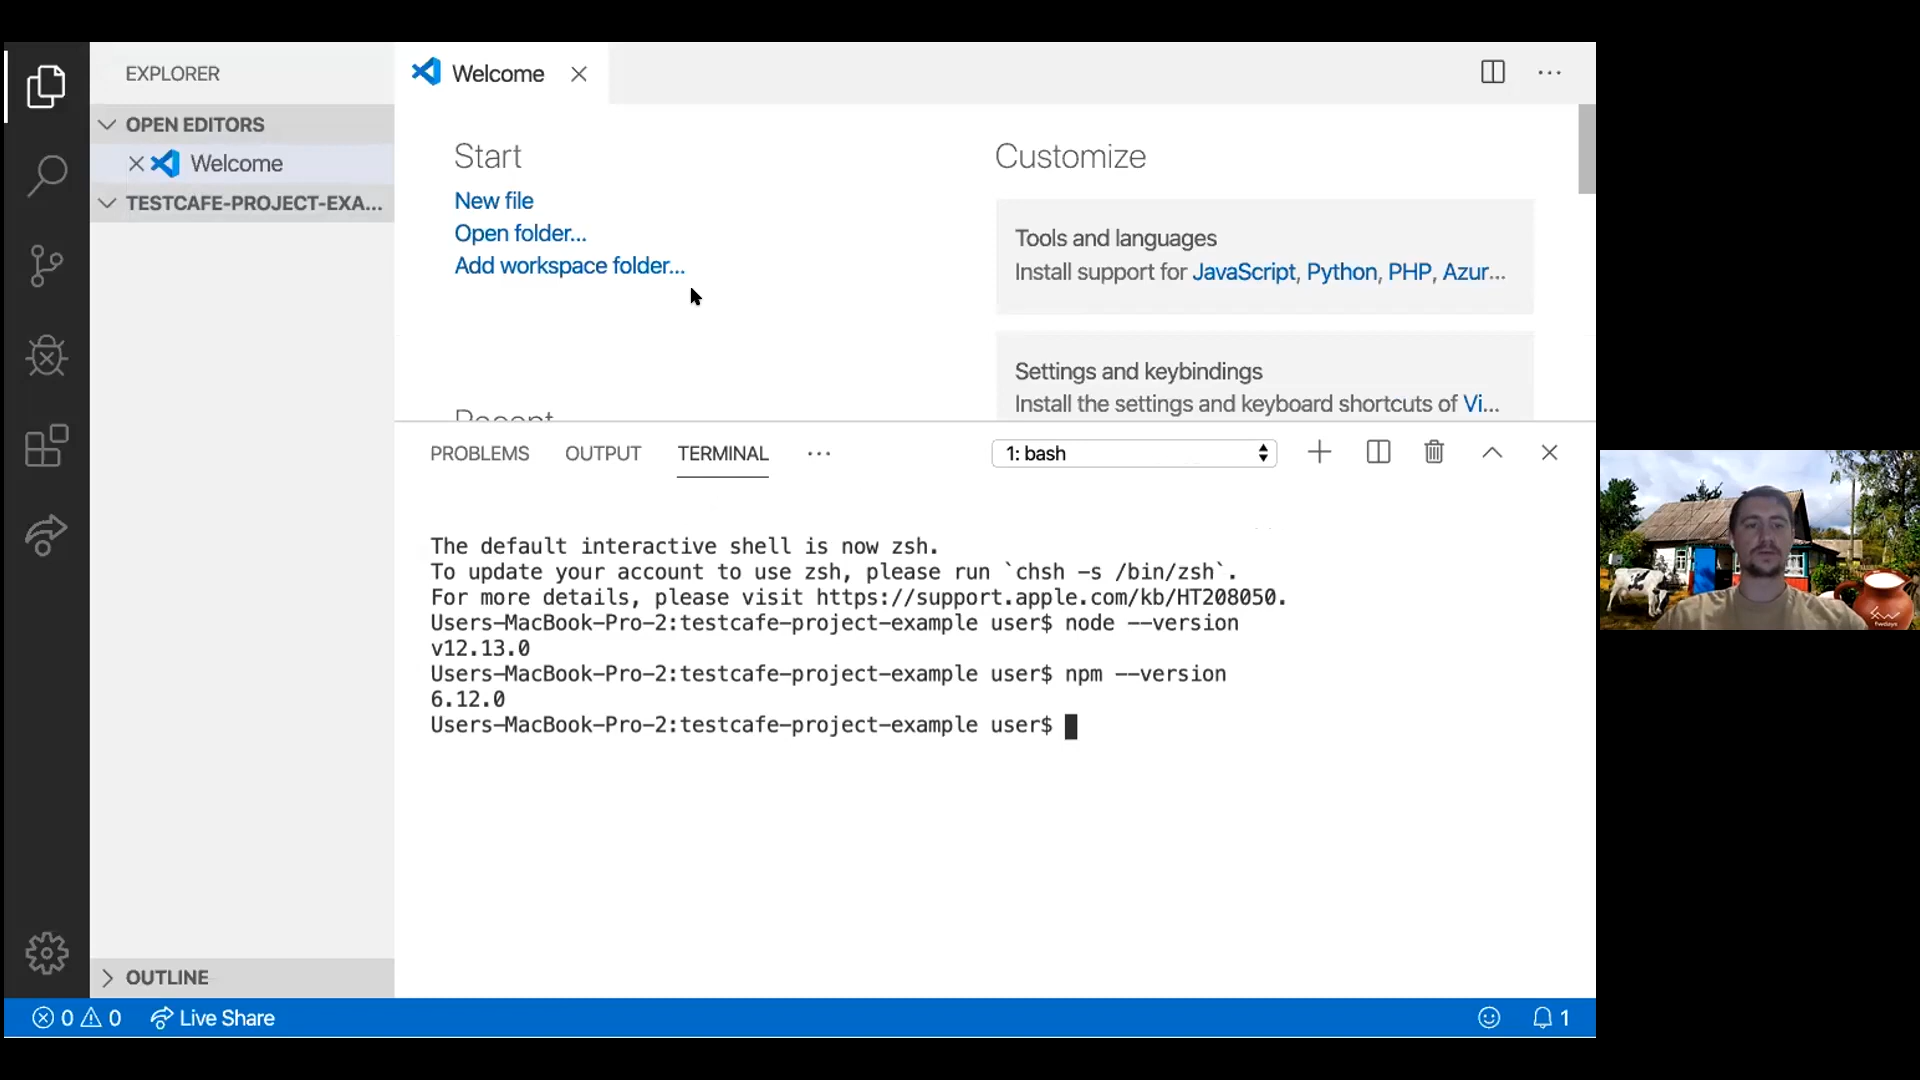 EXPLORER
OPEN EDITORS
Welcome
TESTCAFE-PROJECT-EXA...
OUTLINE
Welcome
Start
New file
Open folder...
Add workspace folder...
Recent
Customize
Tools and languages
Install support for JavaScript, Python, PHP, Azur...
Settings and keybindings
Install the settings and keyboard shortcuts of Vi...
PROBLEMS OUTPUT TERMINAL ...
1: bash
The default interactive shell is now zsh.
To update your account to use zsh, please run `chsh -s /bin/zsh`.
For more details, please visit https://support.apple.com/kb/HT208050.
Users-MacBook-Pro-2:testcafe-project-example user$ node --version
v12.13.0
Users-MacBook-Pro-2:testcafe-project-example user$ npm --version
6.12.0
Users-MacBook-Pro-2:testcafe-project-example user$
0 0 Live Share
1
fwdays